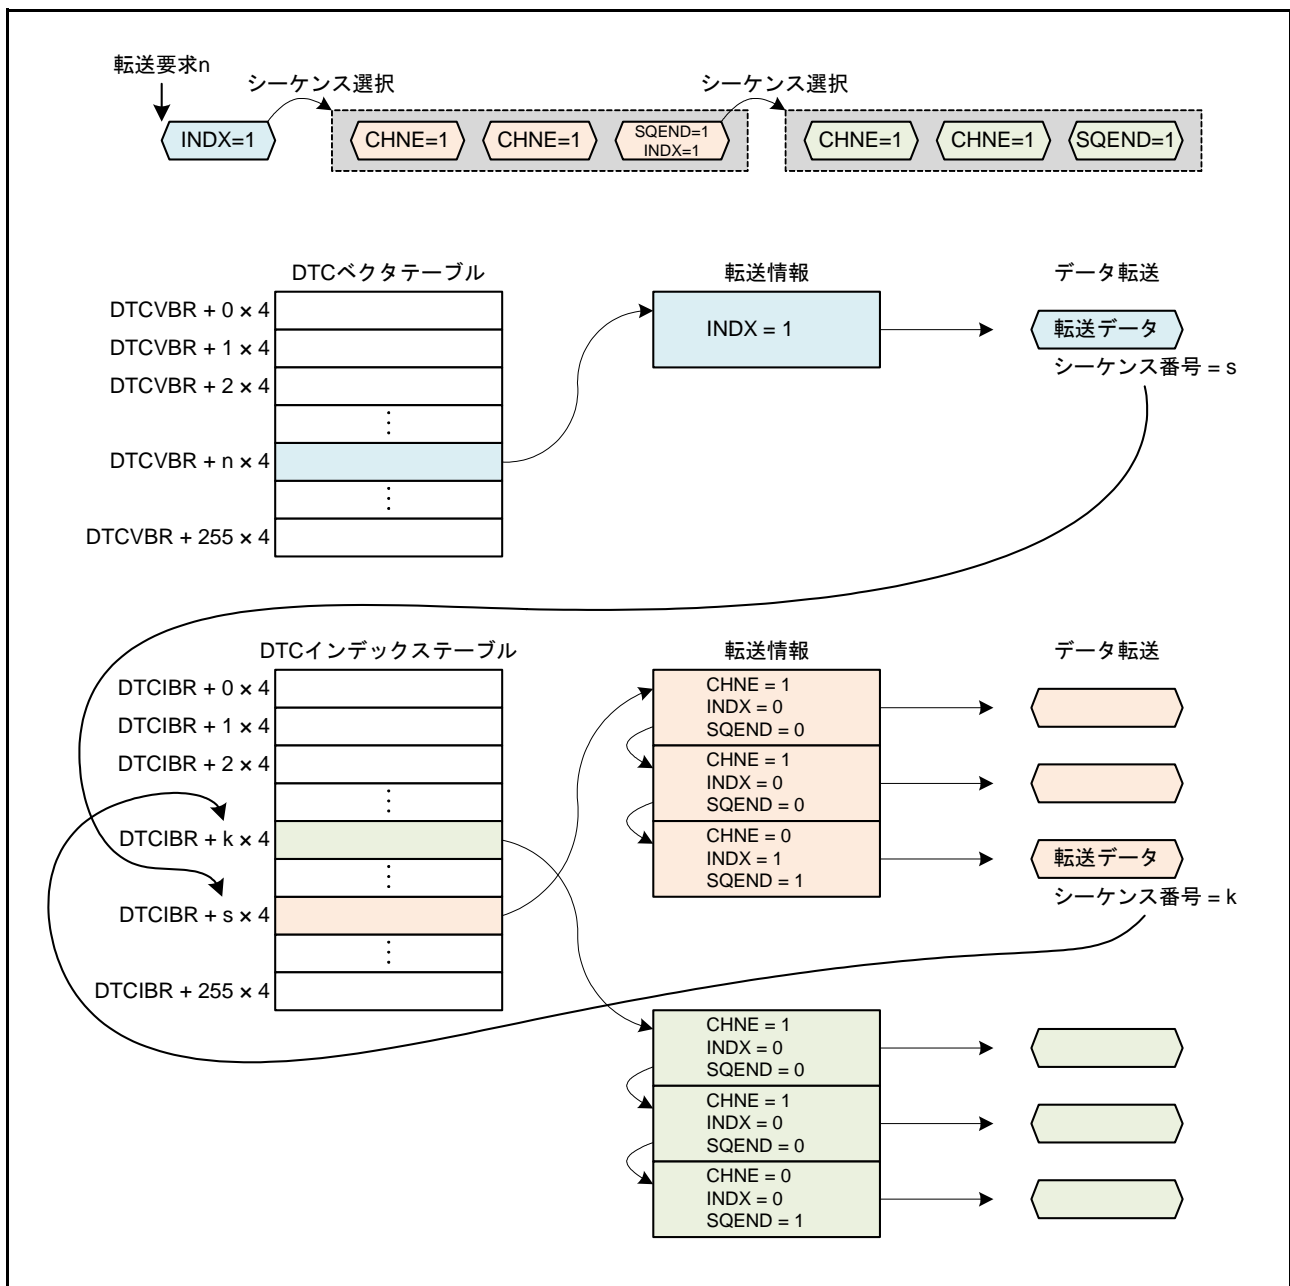 転送要求n
シーケンス選択
シーケンス選択
INDX=1
CHNE=1
CHNE=1
SQEND=1
INDX=1
CHNE=1
CHNE=1
SQEND=1
DTCベクタテーブル
転送情報
データ転送
DTCVBR + 0 × 4
DTCVBR + 1 × 4
DTCVBR + 2 × 4
⋮
DTCVBR + n × 4
⋮
DTCVBR + 255 × 4
INDX = 1
転送データ
シーケンス番号 = s
DTCインデックステーブル
転送情報
データ転送
DTCIBR + 0 × 4
DTCIBR + 1 × 4
DTCIBR + 2 × 4
⋮
DTCIBR + k × 4
⋮
DTCIBR + s × 4
⋮
DTCIBR + 255 × 4
CHNE = 1
INDX = 0
SQEND = 0
CHNE = 1
INDX = 0
SQEND = 0
CHNE = 0
INDX = 1
SQEND = 1
転送データ
シーケンス番号 = k
CHNE = 1
INDX = 0
SQEND = 0
CHNE = 1
INDX = 0
SQEND = 0
CHNE = 0
INDX = 0
SQEND = 1